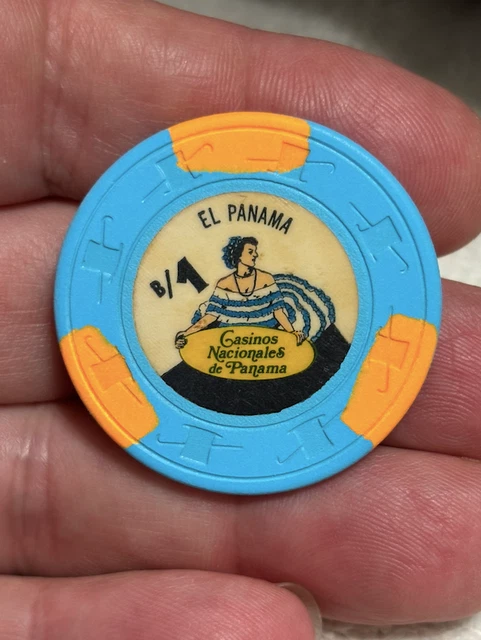 EL PANAMA
B/1
Casinos
Nacionales
de Panama